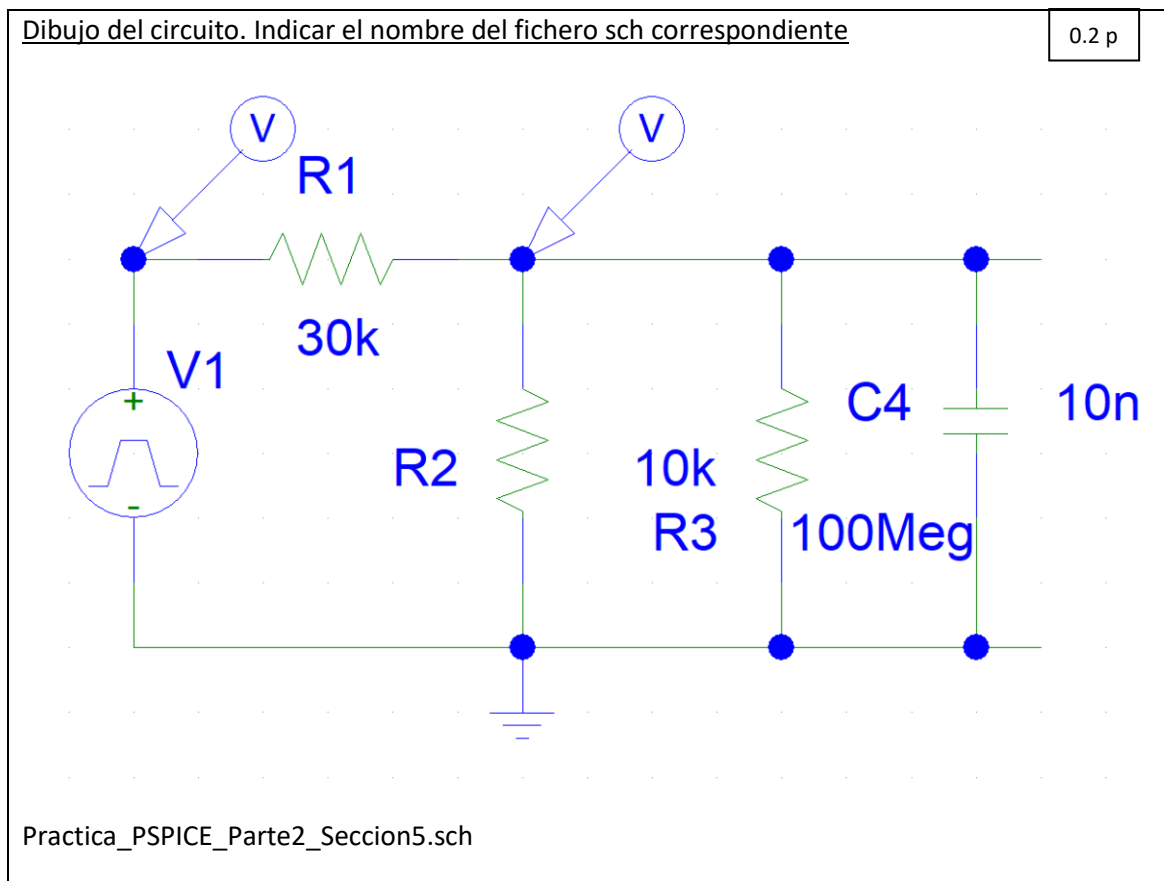 Dibujo del circuito. Indicar el nombre del fichero sch correspondiente
0.2 p
V
V
R1
30k
V1
+
-
R2
10k
R3
100Meg
C4
10n
Practica_PSPICE_Parte2_Seccion5.sch